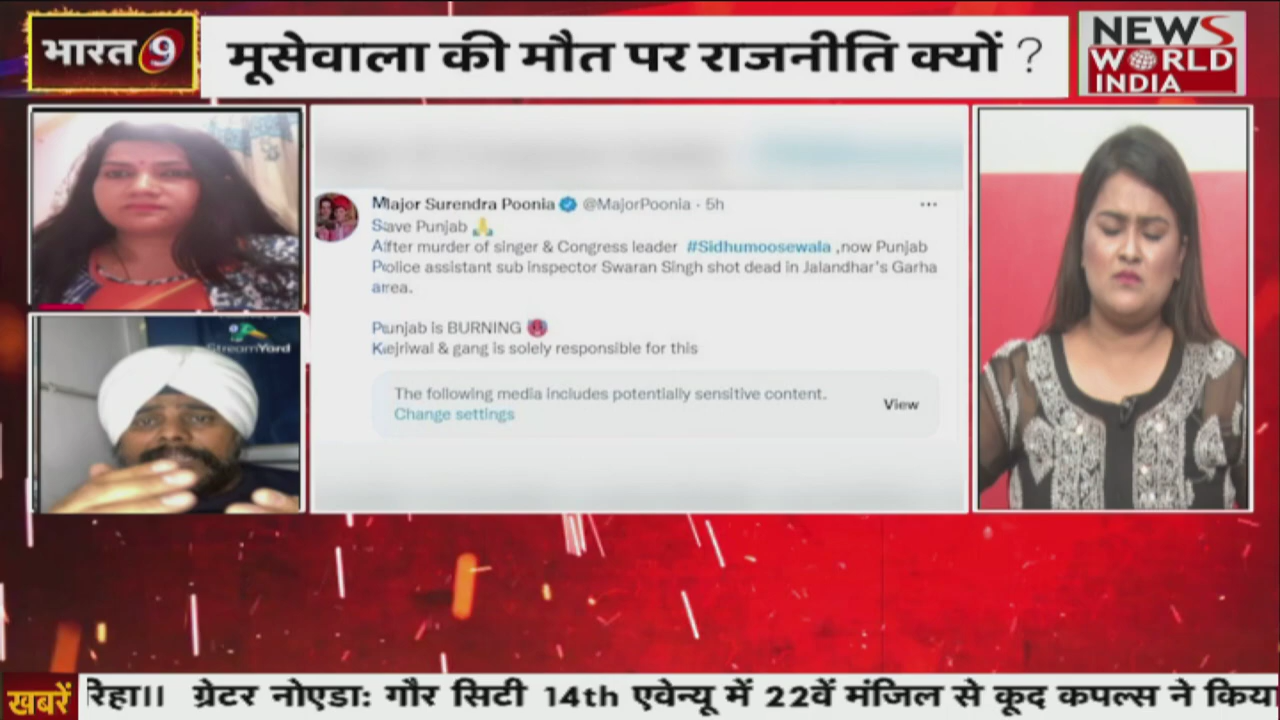 भारत 9
मूसेवाला की मौत पर राजनीति क्यों ?
NEWS
WORLD
INDIA
StreamYard
Major Surendra Poonia @MajorPoonia · 5h
Save Punjab
After murder of singer & Congress leader #Sidhumoosewala ,now Punjab
Police assistant sub inspector Swaran Singh shot dead in Jalandhar's Garha
area.
Punjab is BURNING
Kejriwal & gang is solely responsible for this
The following media includes potentially sensitive content.
Change settings
View
खबरें
रिहा।। ग्रेटर नोएडा: गौर सिटी 14th एवेन्यू में 22वें मंजिल से कूद कपल्स ने किया